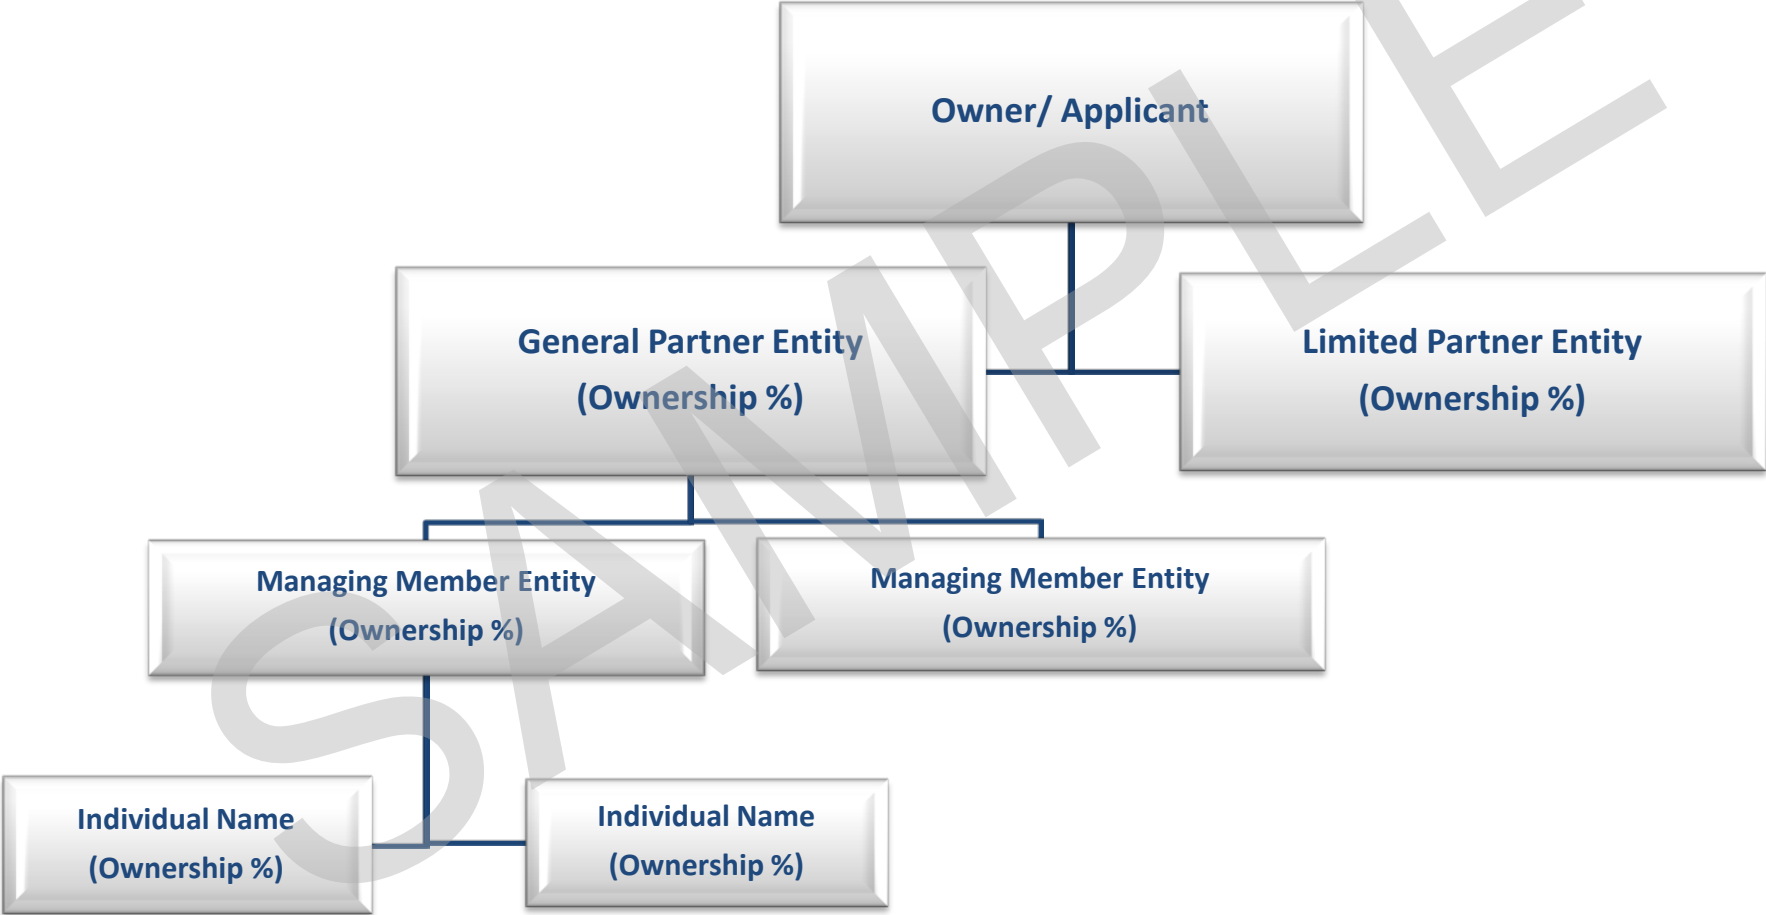 Owner/ Applicant
General Partner Entity
(Ownership %)
Limited Partner Entity
(Ownership %)
Managing Member Entity
(Ownership %)
Managing Member Entity
(Ownership %)
Individual Name
(Ownership %)
Individual Name
(Ownership %)
SAMPLE